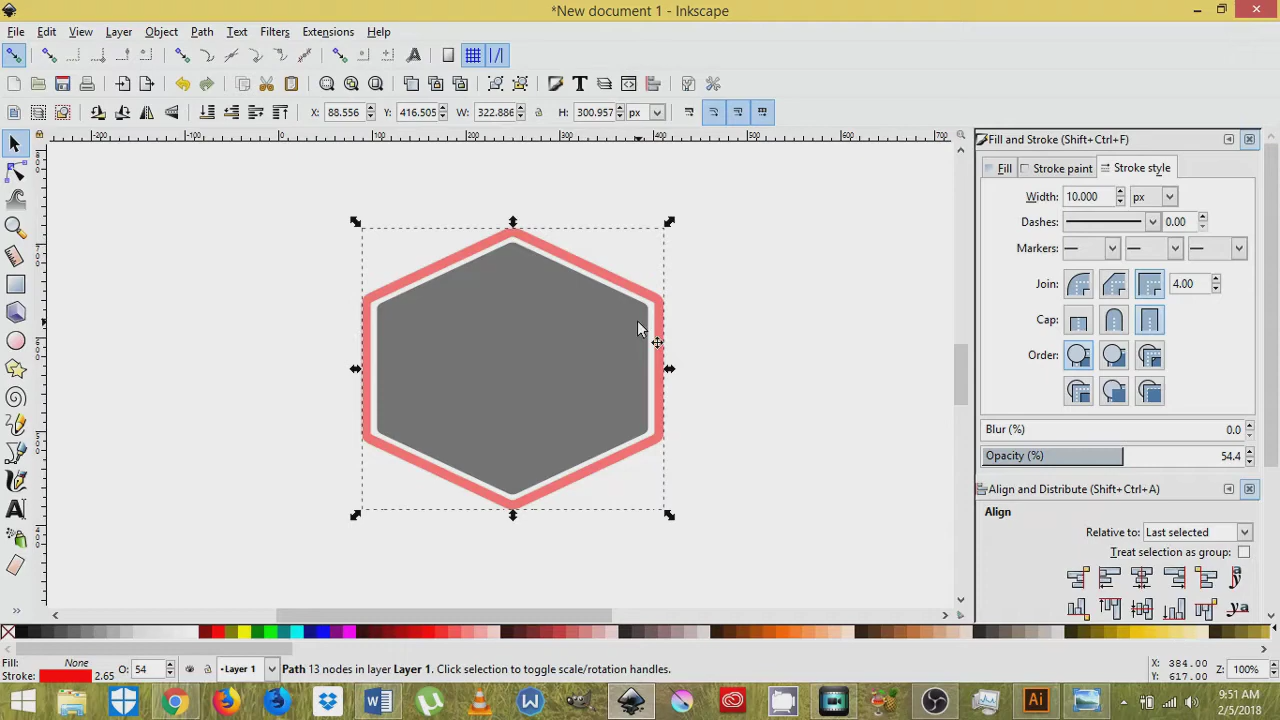 *New document 1 - Inkscape
File Edit View Layer Object Path Text Filters Extensions Help
X: 88.556 Y: 416.505 W: 322.886 H: 300.957 px
Fill and Stroke (Shift+Ctrl+F)
Fill Stroke paint Stroke style
Width: 10.000 px
Dashes: 0.00
Markers:
Join: 4.00
Cap:
Order:
Blur (%) 0.0
Opacity (%) 54.4
Align and Distribute (Shift+Ctrl+A)
Align
Relative to: Last selected
Treat selection as group:
Fill: None O: 54 Layer 1 Path 13 nodes in layer Layer 1. Click selection to toggle scale/rotation handles. X: 384.00 Z: 100%
Stroke: 2.65 Y: 617.00
9:51 AM
2/5/2018